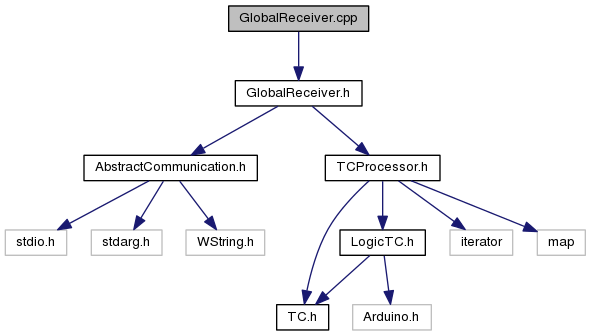 GlobalReceiver.cpp
GlobalReceiver.h
AbstractCommunication.h
TCProcessor.h
stdio.h
stdarg.h
WString.h
LogicTC.h
iterator
map
TC.h
Arduino.h